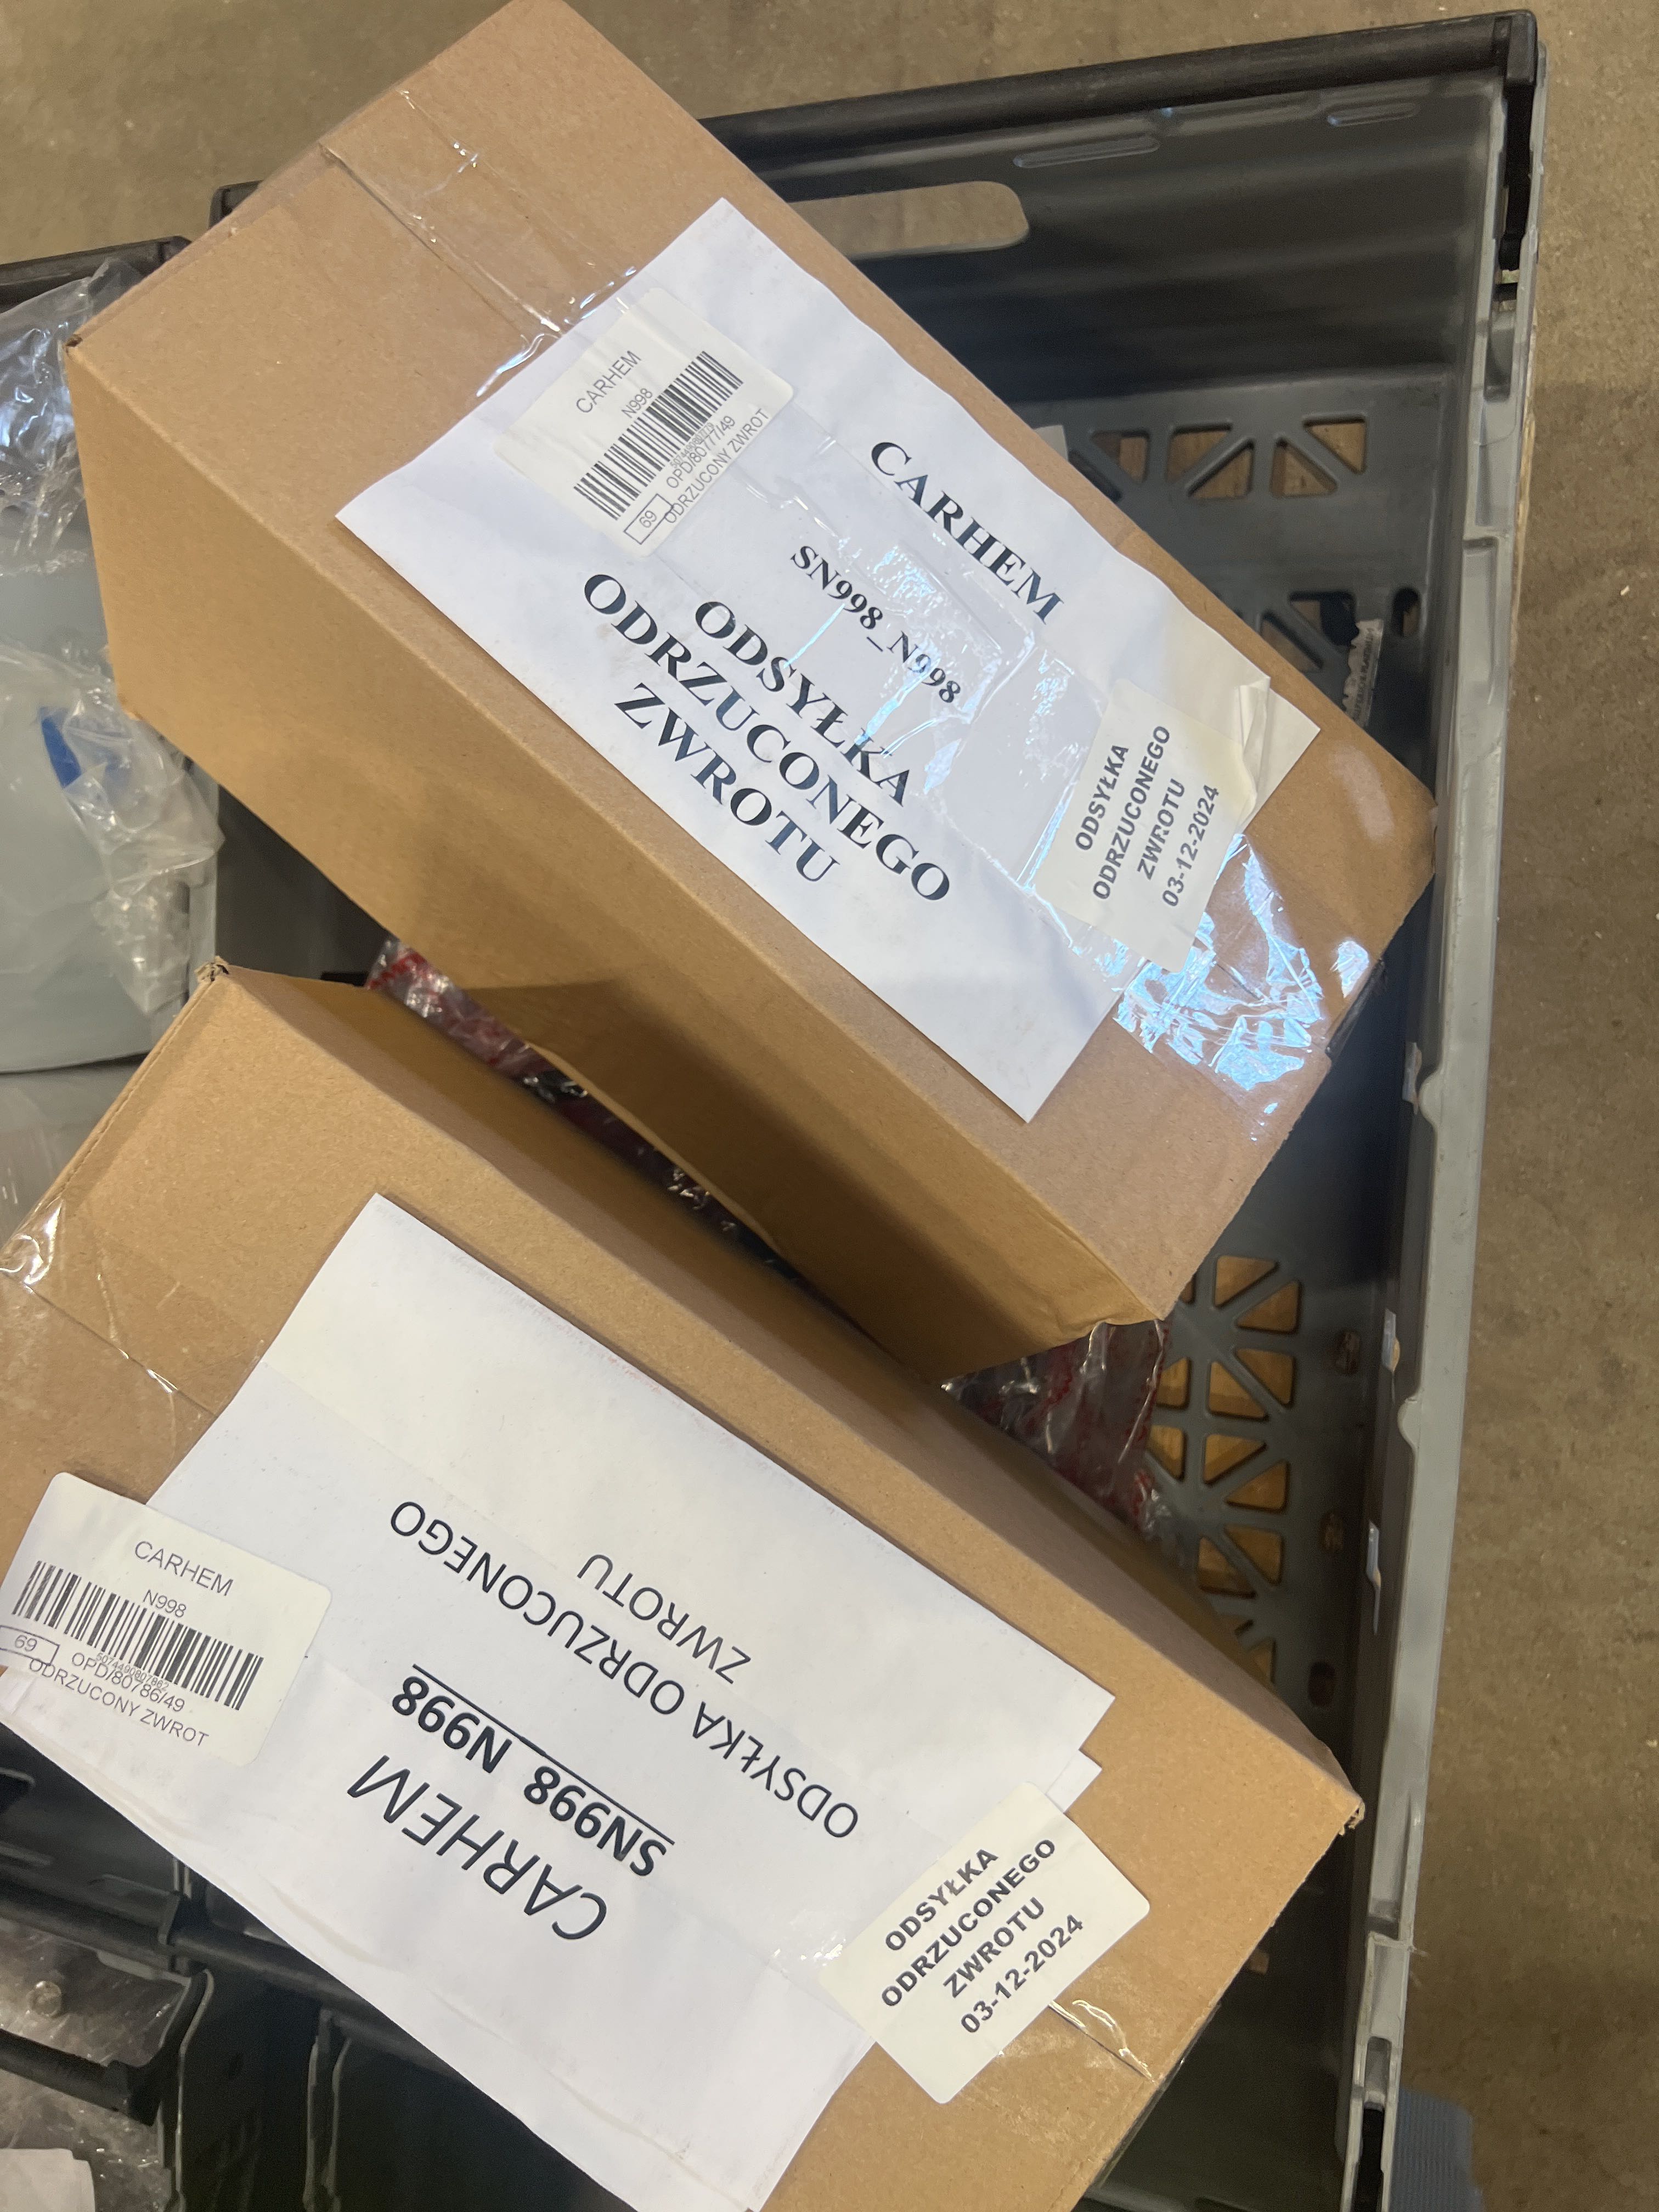 CARHEM
N998
OPD/80777/49
ODRZUCONY ZWROT
69
CARHEM
SN998_N998
ODSYŁKA
ODRZUCONEGO
ZWROTU
ODSYŁKA
ODRZUCONEGO
ZWROTU
03-12-2024
CARHEM
N998
69
OPD/80786/49
ODRZUCONY ZWROT
CARHEM
SN998_N998
ODSYŁKA ODRZUCONEGO
ZWROTU
ODSYŁKA
ODRZUCONEGO
ZWROTU
03-12-2024